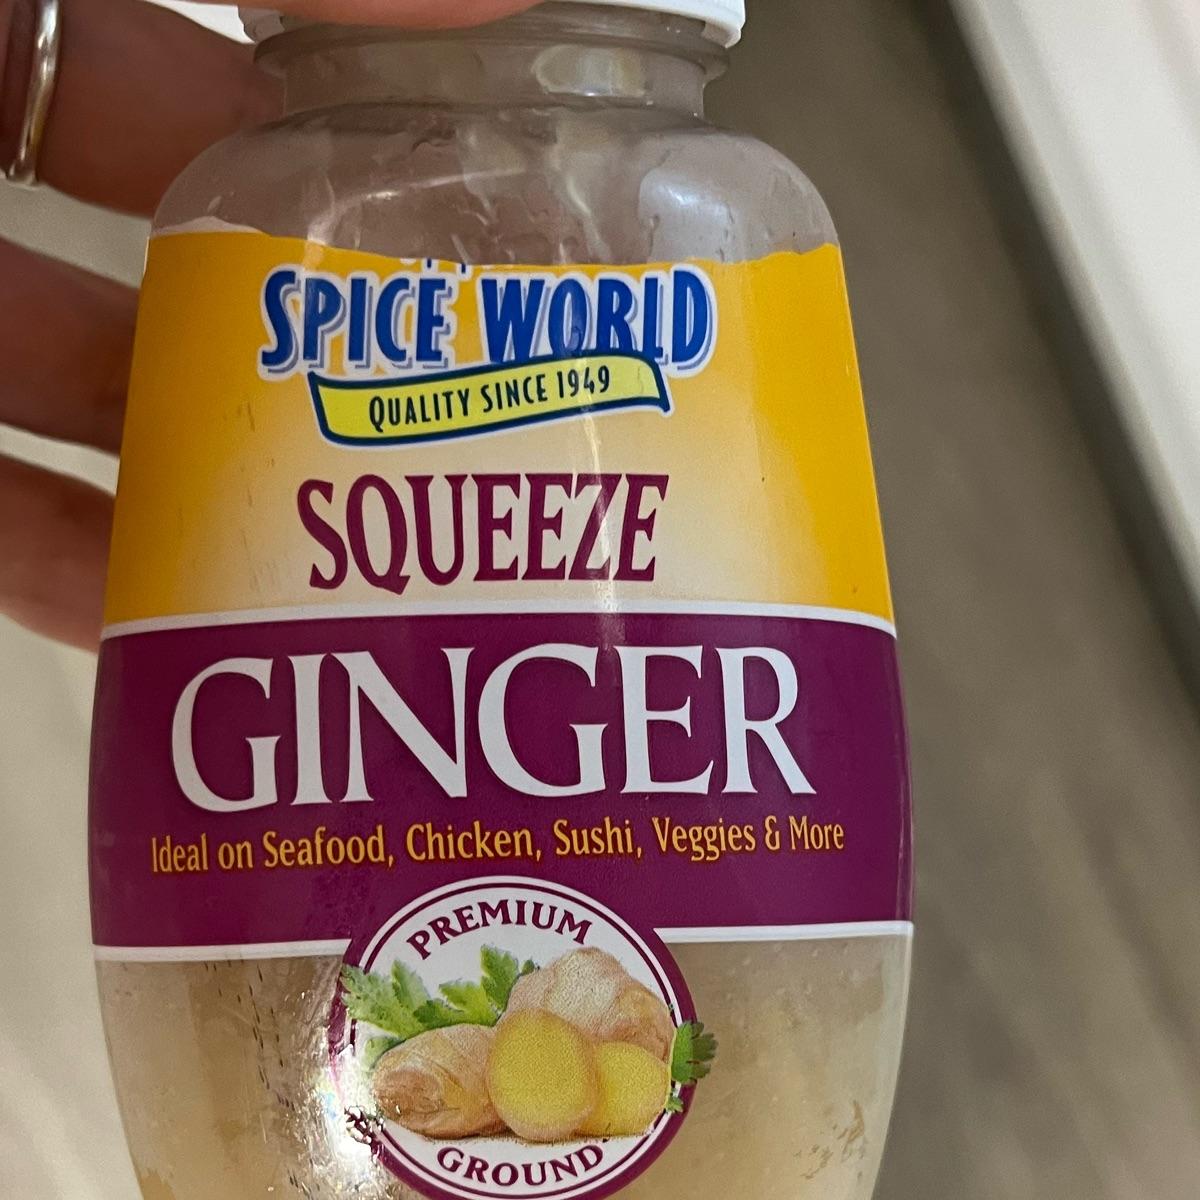 SPICE WORLD
QUALITY SINCE 1949
SQUEEZE
GINGER
Ideal on Seafood, Chicken, Sushi, Veggies & More
PREMIUM
GROUND